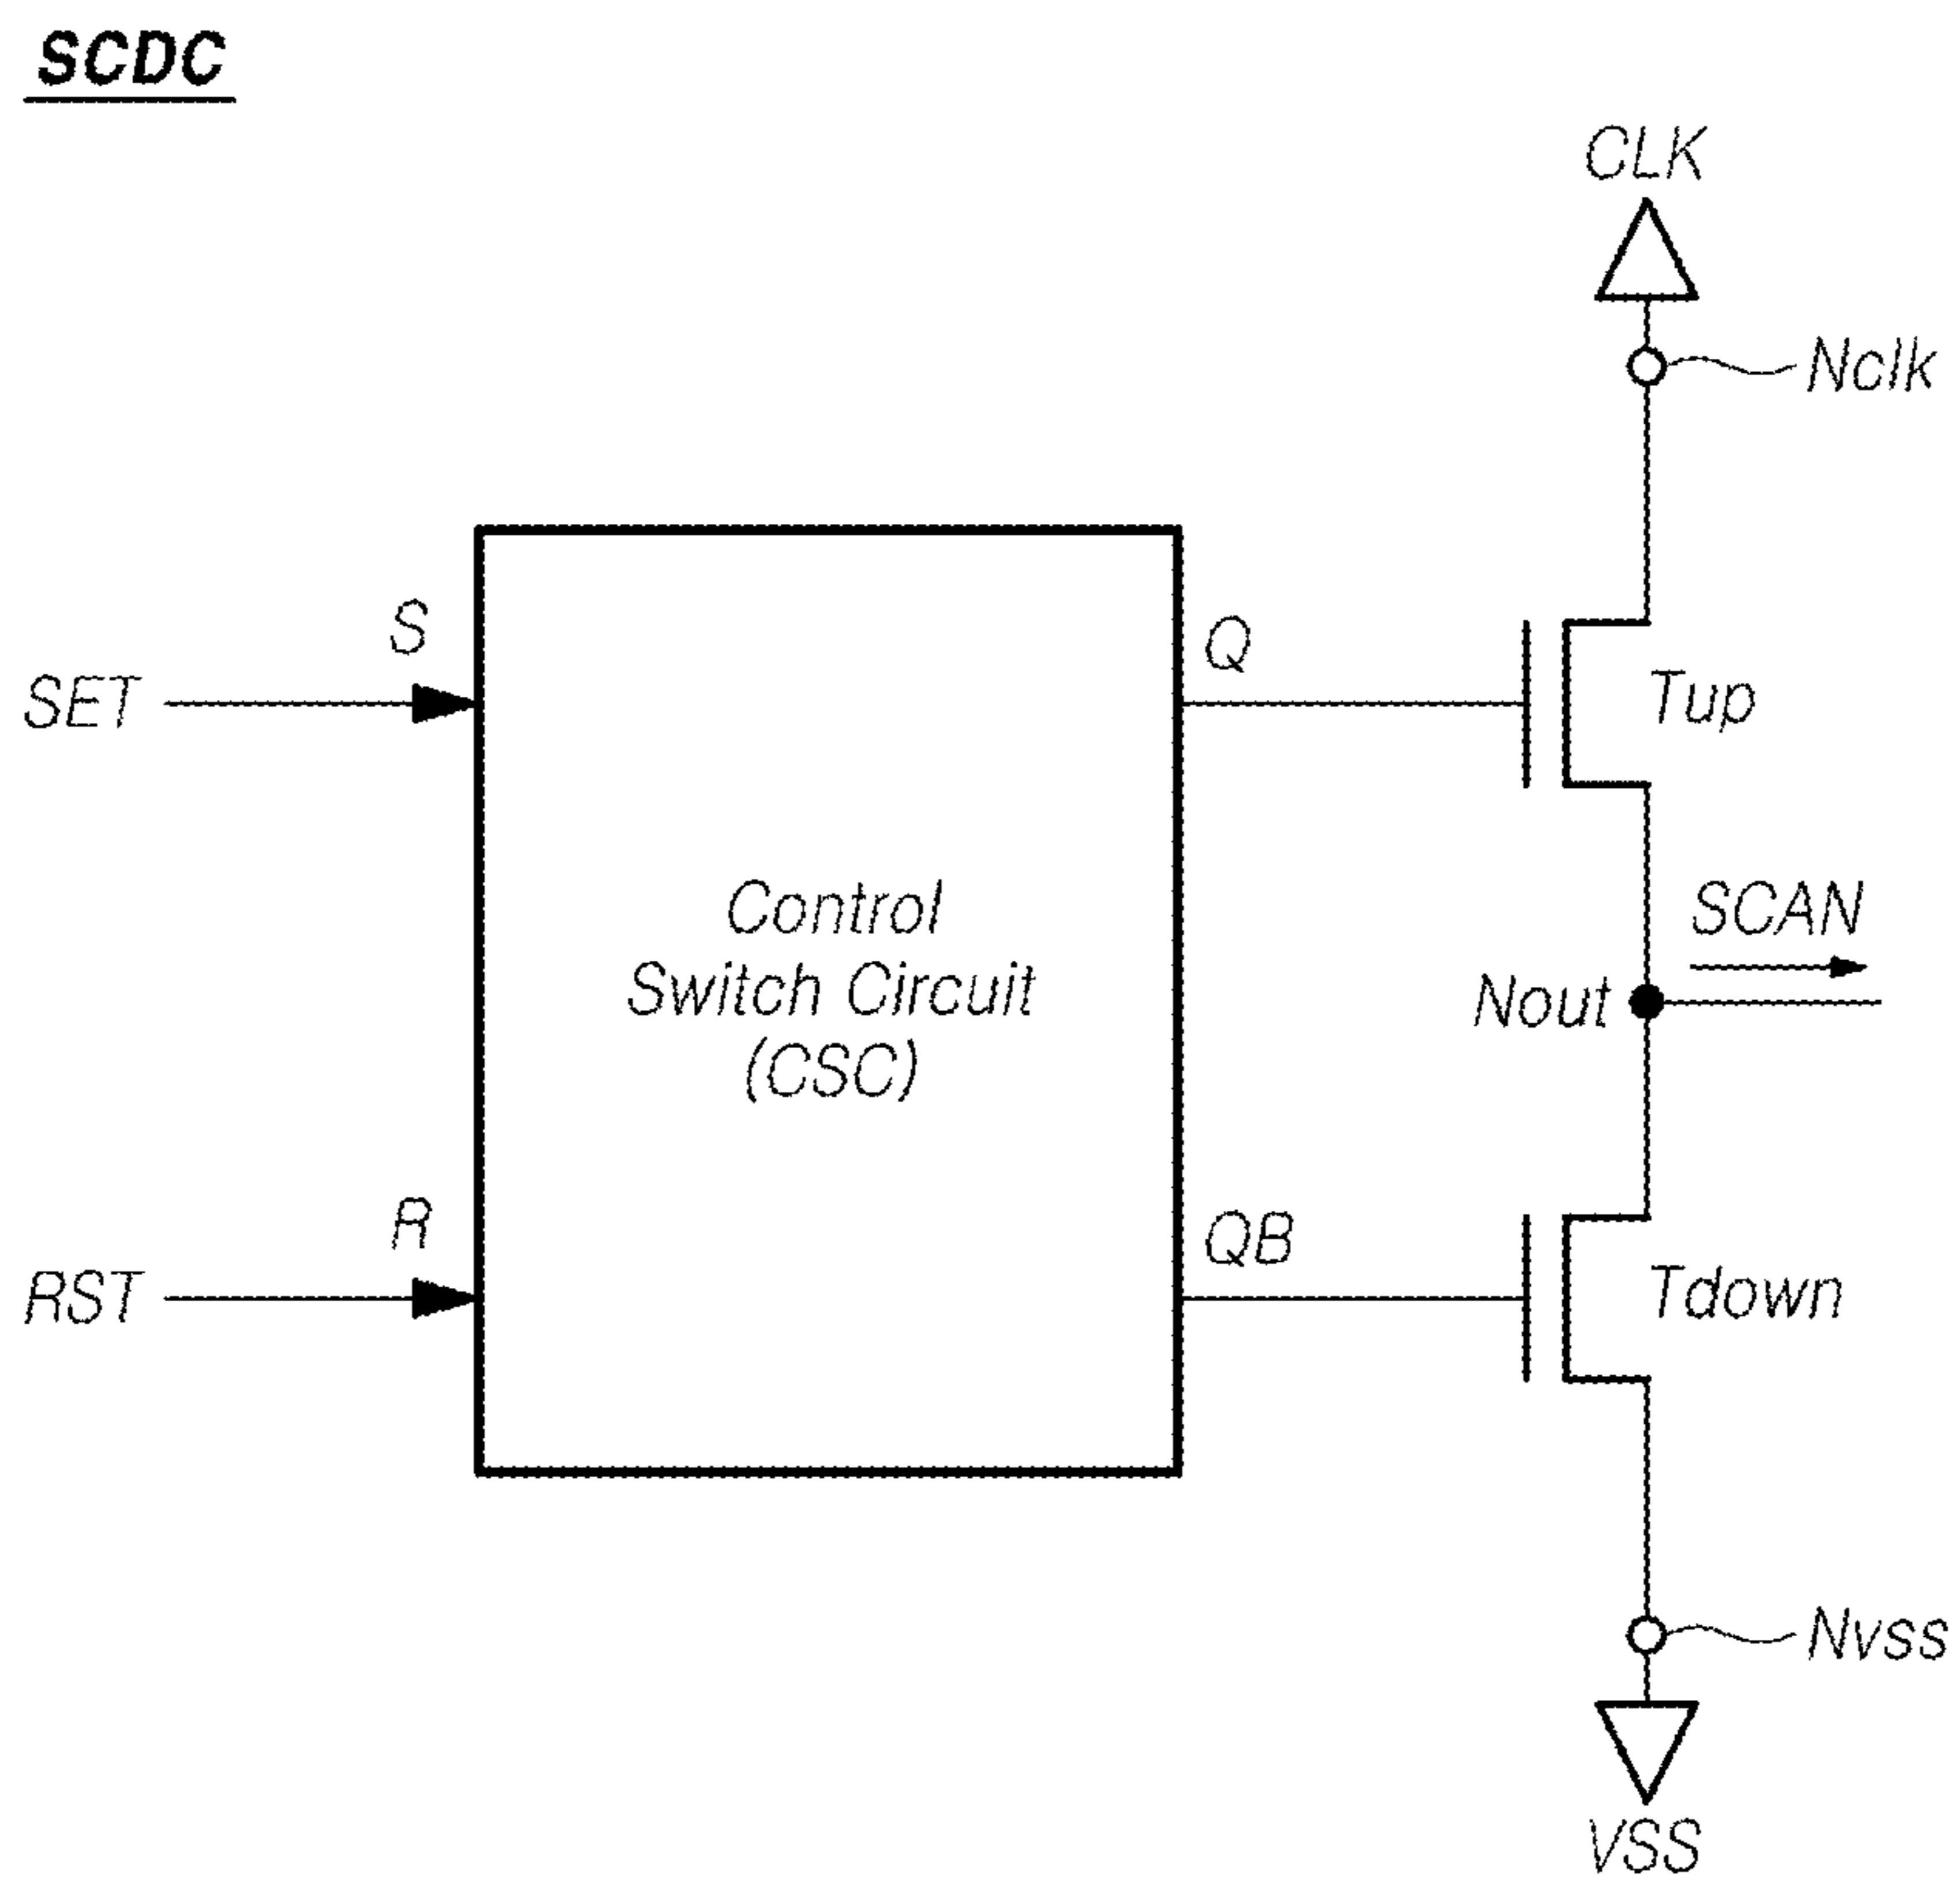 SCDC
CLK
Nclk
S
Q
SET
Tup
Control
Switch Circuit
(CSC)
SCAN
Nout
R
QB
RST
Tdown
Nvss
VSS